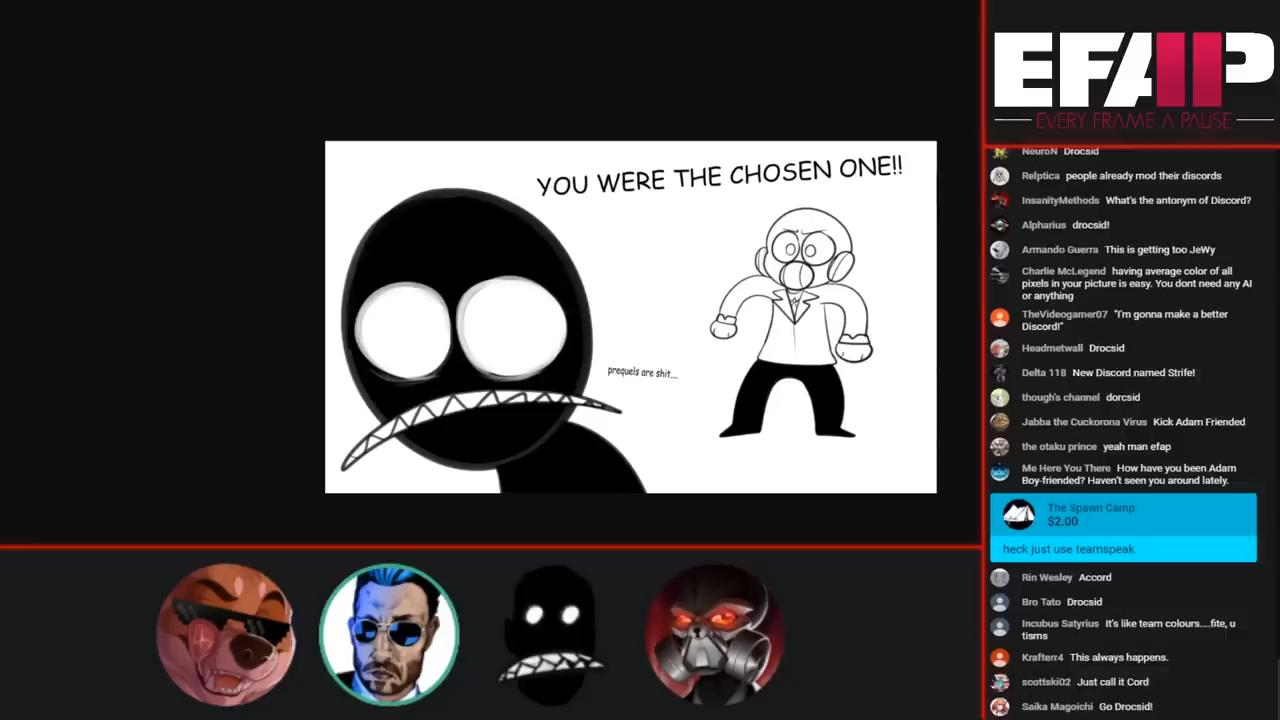 YOU WERE THE CHOSEN ONE!!
prequels are shit....
EFAP
EVERY FRAME A PAUSE
NeuroN Drocsid
Relptica people already mod their discords
InsanityMethods What's the antonym of Discord?
Alpharius drocsid!
Armando Guerra This is getting too JeWy
Charlie McLegend having average color of all
pixels in your picture is easy. You dont need any AI
or anything
TheVideogamer07 "I'm gonna make a better
Discord!"
Headmetwall Drocsid
Delta 118 New Discord named Strife!
though's channel dorcsid
Jabba the Cuckorona Virus Kick Adam Friended
the otaku prince yeah man efap
Me Here You There How have you been Adam
Boy-friended? Haven't seen you around lately.
The Spawn Camp
$2.00
heck just use teamspeak
Rin Wesley Accord
Bro Tato Drocsid
Incubus Satyrius It's like team colours....fite, u
tisms
Krafterr4 This always happens.
scottski02 Just call it Cord
Saika Magoichi Go Drocsid!